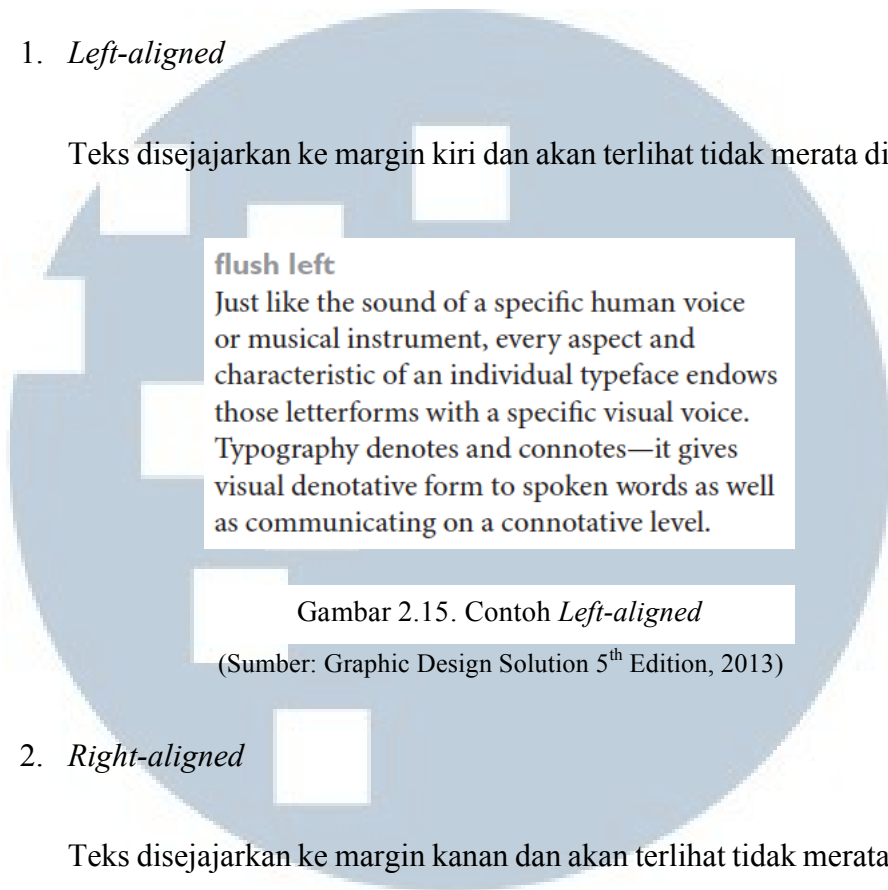 1. Left-aligned
Teks disejajarkan ke margin kiri dan akan terlihat tidak merata di
flush left
Just like the sound of a specific human voice
or musical instrument, every aspect and
characteristic of an individual typeface endows
those letterforms with a specific visual voice.
Typography denotes and connotes—it gives
visual denotative form to spoken words as well
as communicating on a connotative level.
Gambar 2.15. Contoh Left-aligned
(Sumber: Graphic Design Solution 5th Edition, 2013)
2. Right-aligned
Teks disejajarkan ke margin kanan dan akan terlihat tidak merata